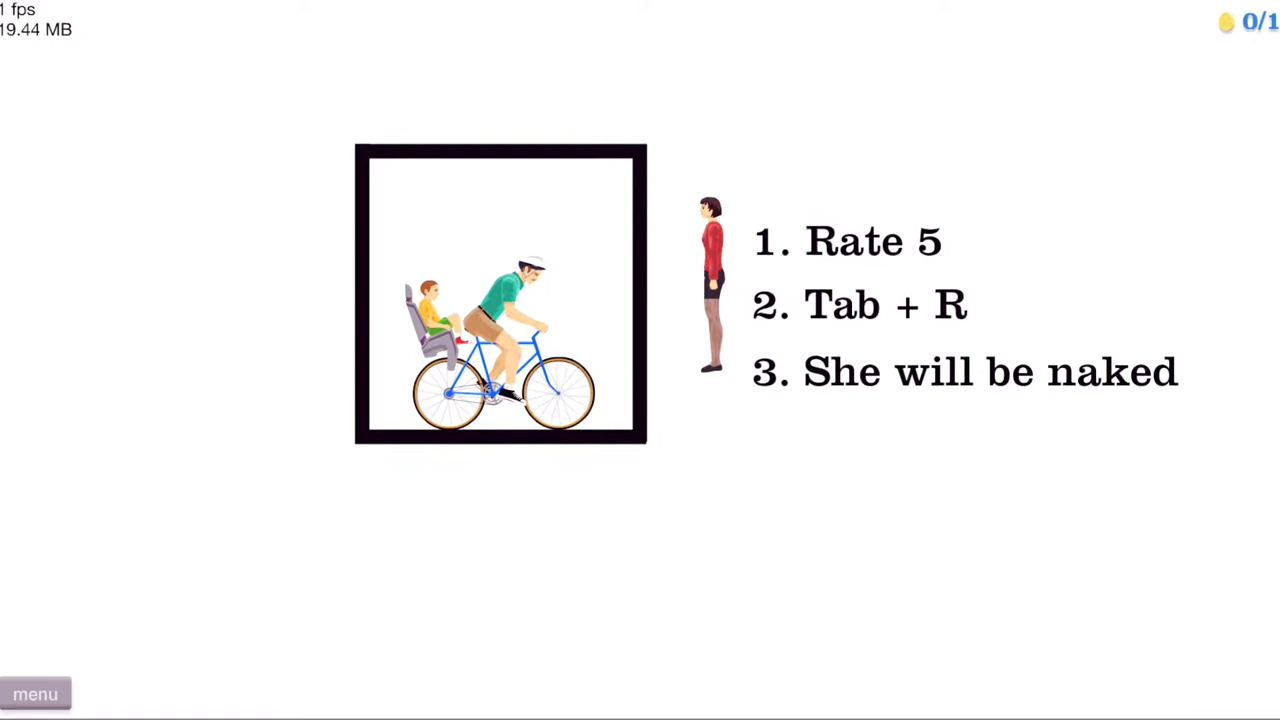 1 fps
19.44 MB
0/1
1. Rate 5
2. Tab + R
3. She will be naked
menu